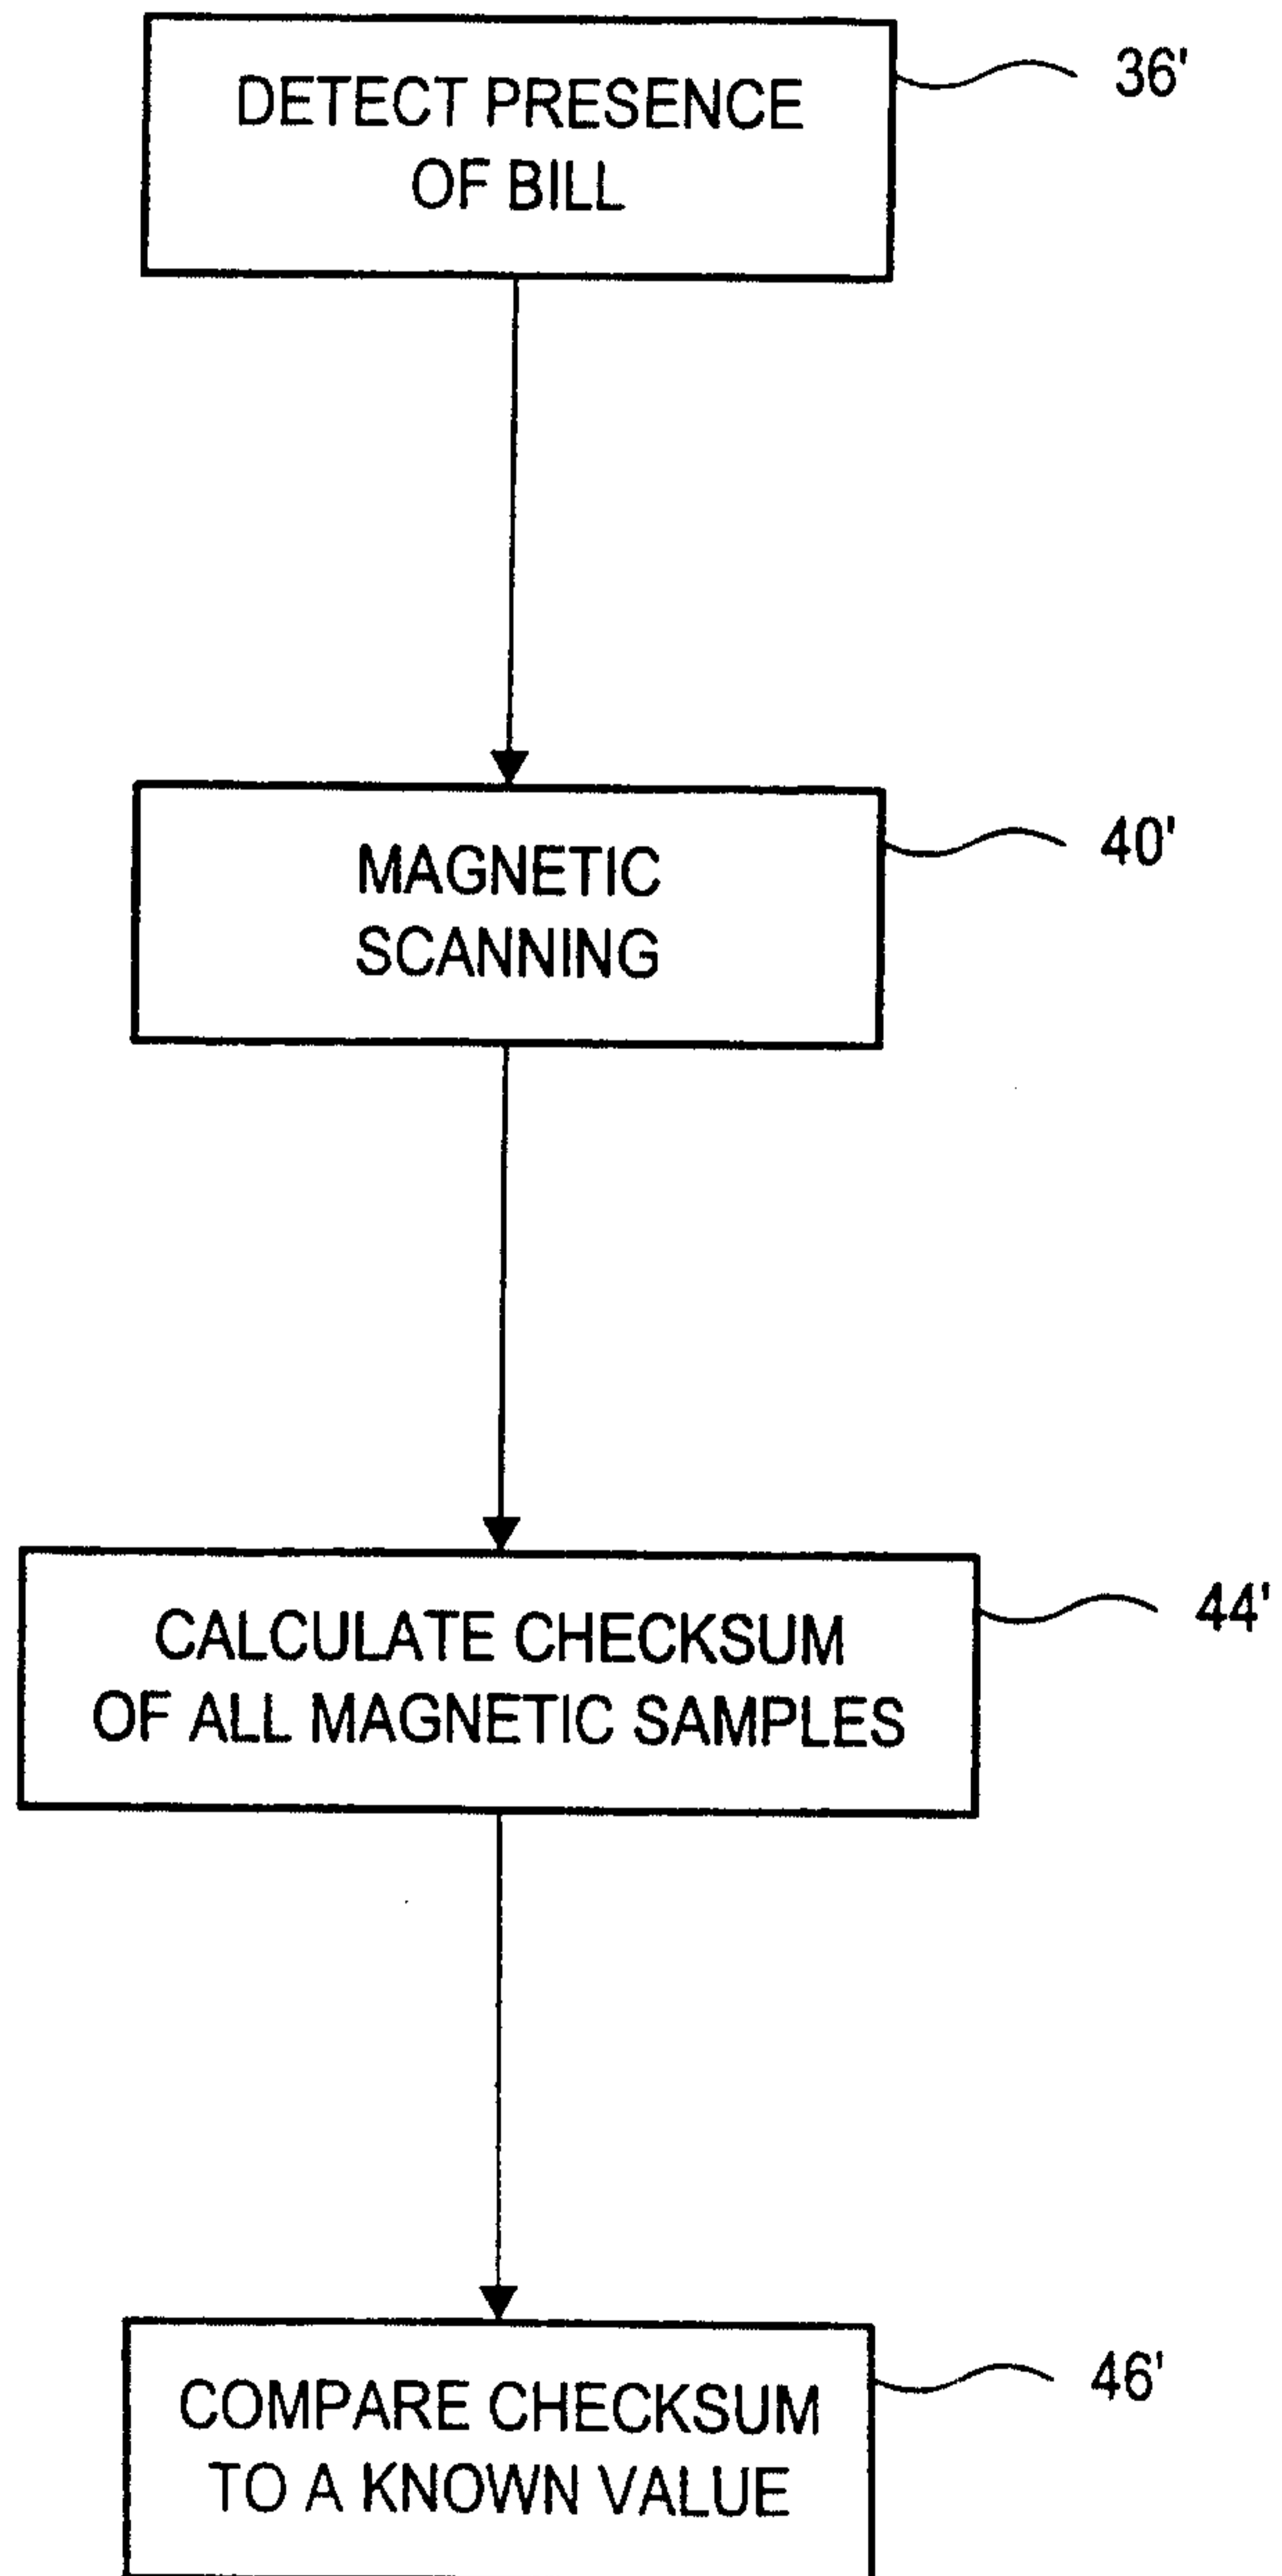 DETECT PRESENCE
OF BILL
36'
MAGNETIC
SCANNING
40'
CALCULATE CHECKSUM
OF ALL MAGNETIC SAMPLES
44'
COMPARE CHECKSUM
TO A KNOWN VALUE
46'